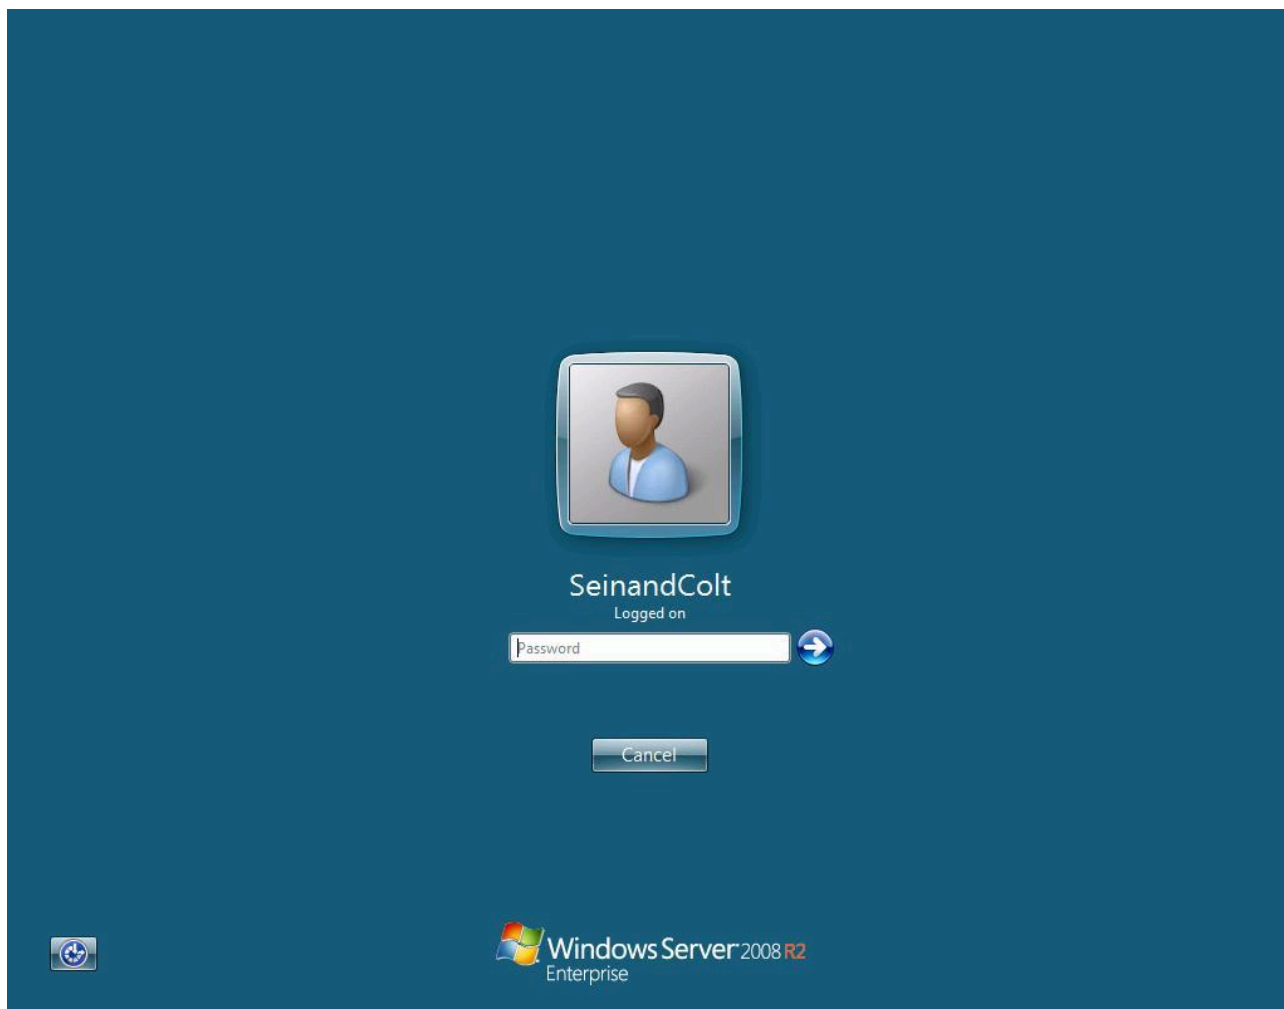 SeinandColt
Logged on
Password
Cancel
Windows Server 2008 R2
Enterprise